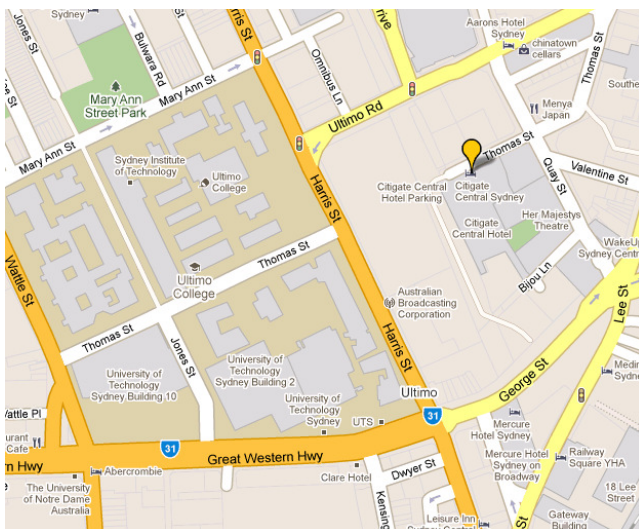 Jones St
Bulwara Rd
Harris St
Omnibus Ln
Drive
Aarons Hotel
Sydney
chinatown
cellars
Thomas St
Mary Ann St
Mary Ann
Street Park
Ultimo Rd
Menya
Japan
Mary Ann St
Sydney Institute
of Technology
Ultimo
College
Thomas St
Valentine St
Quay St
Citigate Central
Hotel Parking
Citigate
Central Sydney
Harris St
Her Majestys
Theatre
Citigate
Central Hotel
Wattle St
Thomas St
Ultimo
College
Bijou Ln
Sydney Centr
Australian
Broadcasting
Corporation
Lee St
Harris St
Thomas St
Jones St
University of
Technology
Sydney Building 10
University of
Technology
Sydney Building 2
Ultimo
George St
University of
Technology
Sydney
UTS
31
Wattle Pl
Mercure
Hotel Sydney
31
Great Western Hwy
Cafe
Abercrombie
Clare Hotel
Dwyer St
Mercure Hotel
Sydney on
Broadway
Railway
Square YHA
The University
of Notre Dame
Australia
18 Lee
Street
Leisure Inn
Gateway
Building